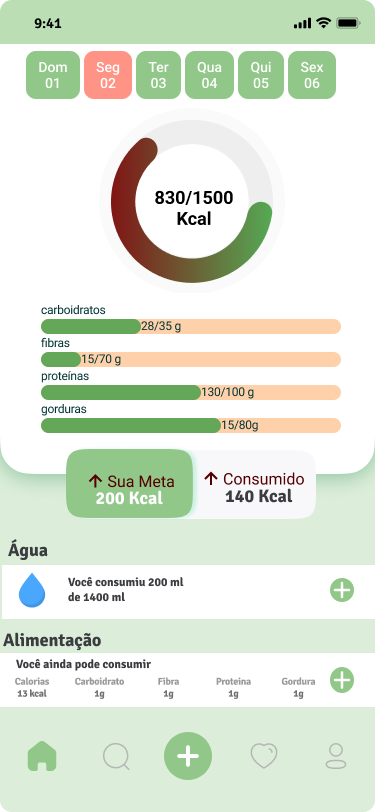 9:41
Dom Seg Ter Qua Qui Sex
01 02 03 04 05 06
830/1500
Kcal
carboidratos
28/35 g
fibras
15/70 g
proteínas
130/100 g
gorduras
15/80g
Sua Meta
200 Kcal
Consumido
140 Kcal
Água
Você consumiu 200 ml
de 1400 ml
Alimentação
Você ainda pode consumir
Calorias Carboidrato Fibra Proteina Gordura
13 kcal 1g 1g 1g 1g